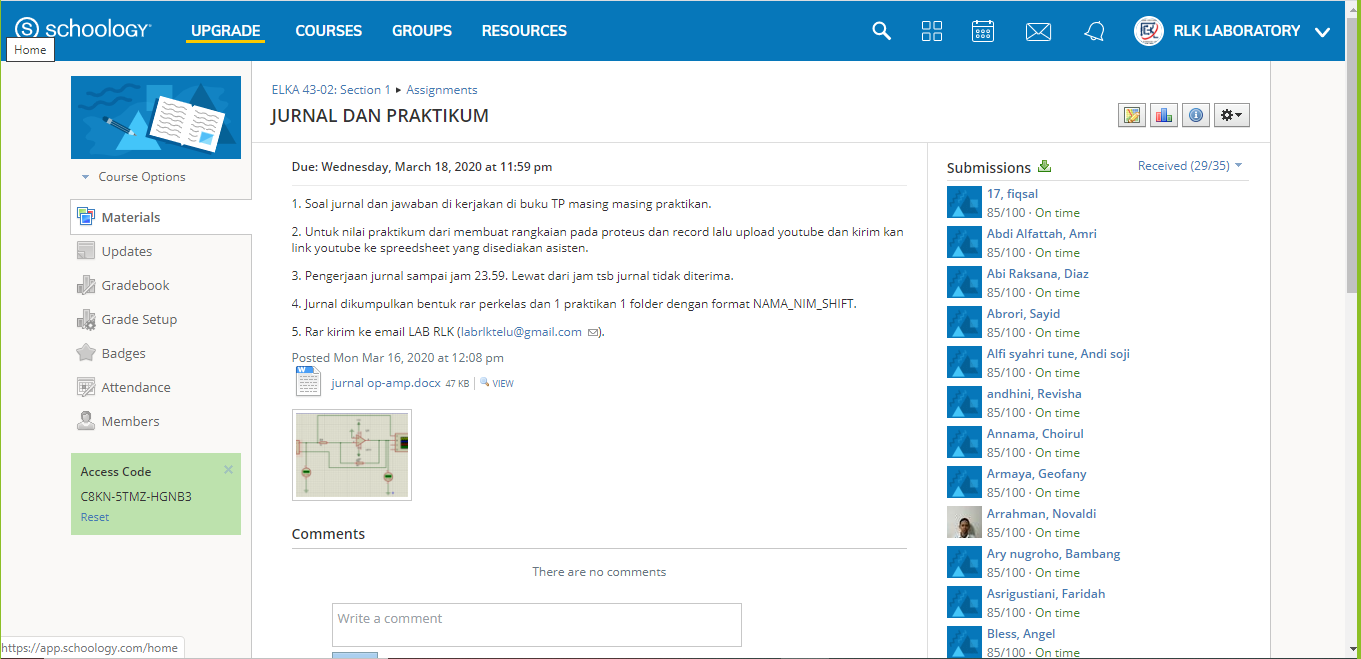 schoology
UPGRADE
COURSES
GROUPS
RESOURCES
RLK LABORATORY
Home
ELKA 43-02: Section 1 ▸ Assignments
JURNAL DAN PRAKTIKUM
Course Options
Materials
Updates
Gradebook
Grade Setup
Badges
Attendance
Members
Access Code
C8KN-5TMZ-HGNB3
Reset
Due: Wednesday, March 18, 2020 at 11:59 pm
1. Soal jurnal dan jawaban di kerjakan di buku TP masing masing praktikan.
2. Untuk nilai praktikum dari membuat rangkaian pada proteus dan record lalu upload youtube dan kirim kan
link youtube ke spreedsheet yang disediakan asisten.
3. Pengerjaan jurnal sampai jam 23.59. Lewat dari jam tsb jurnal tidak diterima.
4. Jurnal dikumpulkan bentuk rar perkelas dan 1 praktikan 1 folder dengan format NAMA_NIM_SHIFT.
5. Rar kirim ke email LAB RLK (labrlktelu@gmail.com ).
Posted Mon Mar 16, 2020 at 12:08 pm
jurnal op-amp.docx 47 KB | VIEW
Comments
There are no comments
Write a comment
Submissions
Received (29/35)
17, fiqsal
85/100 · On time
Abdi Alfattah, Amri
85/100 · On time
Abi Raksana, Diaz
85/100 · On time
Abrori, Sayid
85/100 · On time
Alfi syahri tune, Andi soji
85/100 · On time
andhini, Revisha
85/100 · On time
Annama, Choirul
85/100 · On time
Armaya, Geofany
85/100 · On time
Arrahman, Novaldi
85/100 · On time
Ary nugroho, Bambang
85/100 · On time
Asrigustiani, Faridah
85/100 · On time
Bless, Angel
85/100 · On time
https://app.schoology.com/home